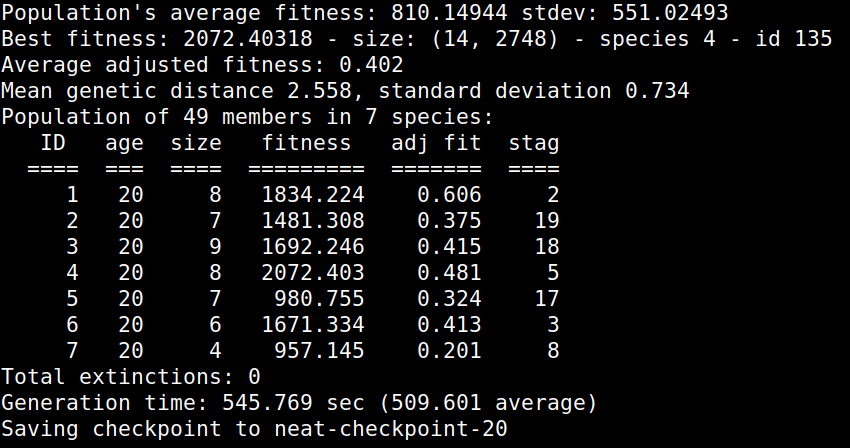 Population's average fitness: 810.14944 stdev: 551.02493
Best fitness: 2072.40318 - size: (14, 2748) - species 4 - id 135
Average adjusted fitness: 0.402
Mean genetic distance 2.558, standard deviation 0.734
Population of 49 members in 7 species:
   ID   age  size   fitness   adj fit  stag
  ====  ===  ====  =========  =======  ====
     1   20     8   1834.224    0.606     2
     2   20     7   1481.308    0.375    19
     3   20     9   1692.246    0.415    18
     4   20     8   2072.403    0.481     5
     5   20     7    980.755    0.324    17
     6   20     6   1671.334    0.413     3
     7   20     4    957.145    0.201     8
Total extinctions: 0
Generation time: 545.769 sec (509.601 average)
Saving checkpoint to neat-checkpoint-20